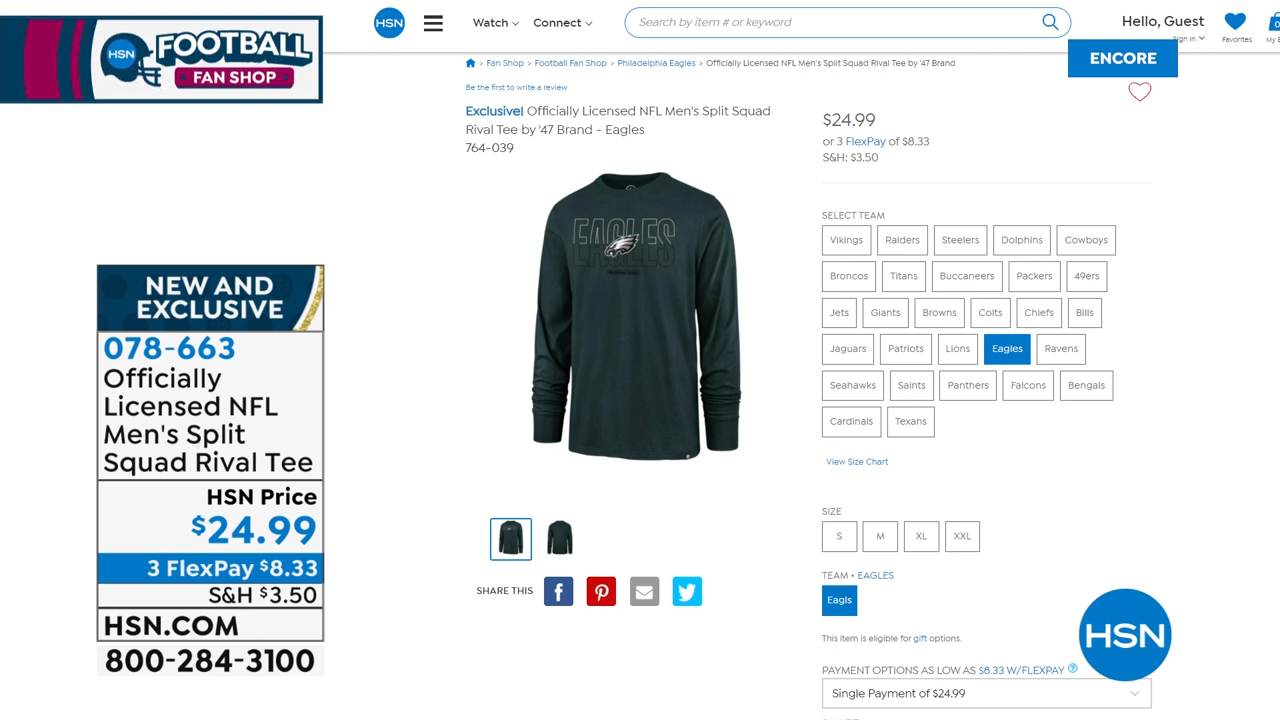 HSN
FOOTBALL
FAN SHOP
NEW AND
EXCLUSIVE
078-663
Officially
Licensed NFL
Men's Split
Squad Rival Tee
HSN Price
$24.99
3 FlexPay $8.33
S&H $3.50
HSN.COM
800-284-3100
HSN
Watch
Connect
Search by item # or keyword
Hello, Guest
Sign In
Favorites
My B
0
ENCORE
> Fan Shop > Football Fan Shop > Philadelphia Eagles > Officially Licensed NFL Men's Split Squad Rival Tee by '47 Brand
Be the first to write a review
Exclusive! Officially Licensed NFL Men's Split Squad
Rival Tee by '47 Brand - Eagles
764-039
EAGLES
SHARE THIS
$24.99
or 3 FlexPay of $8.33
S&H: $3.50
SELECT TEAM
Vikings Raiders Steelers Dolphins Cowboys
Broncos Titans Buccaneers Packers 49ers
Jets Giants Browns Colts Chiefs Bills
Jaguars Patriots Lions Eagles Ravens
Seahawks Saints Panthers Falcons Bengals
Cardinals Texans
View Size Chart
SIZE
S M XL XXL
TEAM • EAGLES
Eagls
This item is eligible for gift options.
PAYMENT OPTIONS AS LOW AS $8.33 W/FLEXPAY ?
Single Payment of $24.99
HSN